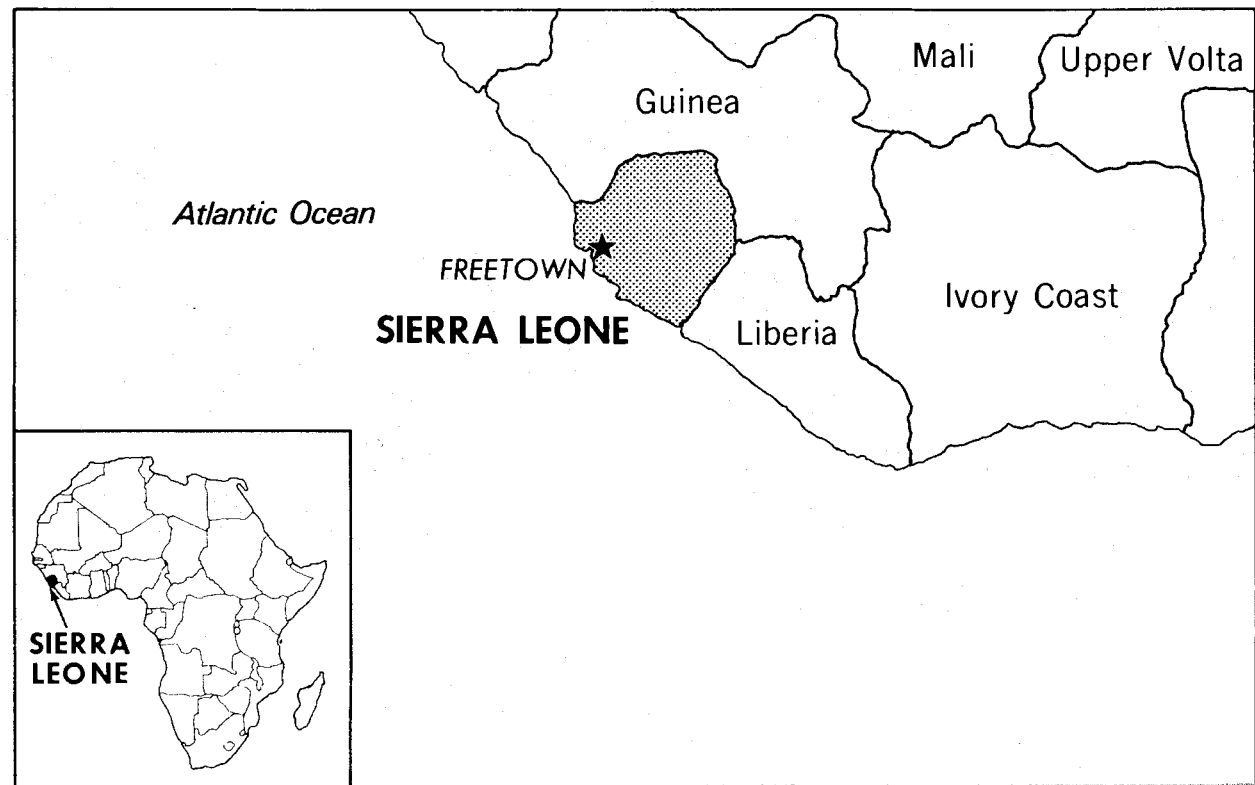 Mali
Upper Volta
Guinea
Atlantic Ocean
FREETOWN
Ivory Coast
SIERRA LEONE
Liberia
SIERRA
LEONE